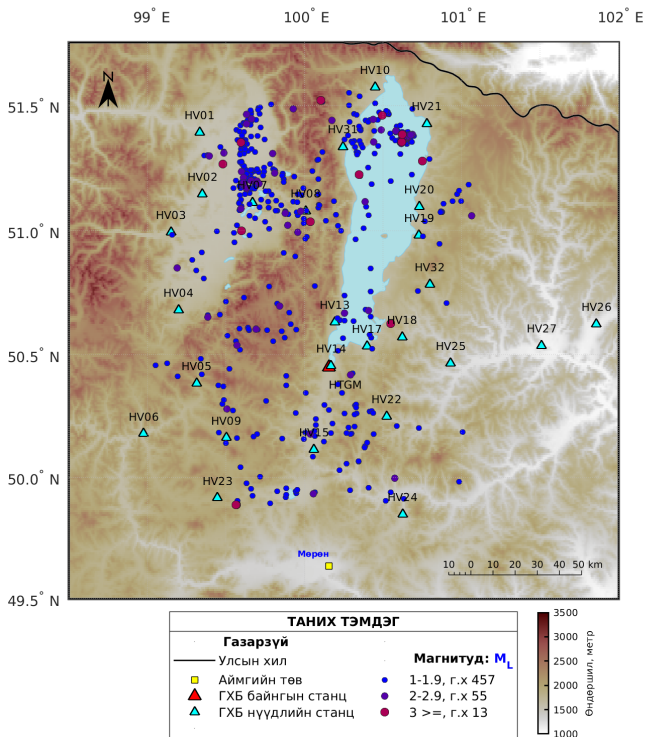 99° E 100° E 101° E 102° E
51.5° N
51.0° N
50.5° N
50.0° N
49.5° N
N
HV10
HV01
HV21
HV31
HV02
HV07
HV08
HV20
HV03
HV19
HV32
HV04
HV13
HV26
HV17
HV18
HV27
HV14
HV25
HV05
HTGM
HV22
HV06
HV09
HV15
HV23
HV24
Мөрөн
10 0 10 20 30 40 50 km
ТАНИХ ТЭМДЭГ
Газарзүй
Улсын хил
Аймгийн төв
ГХБ байнгын станц
ГХБ нүүдлийн станц
Магнитуд: ML
1-1.9, г.х 457
2-2.9, г.х 55
3 >=, г.х 13
3500
3000
2500
2000
1500
1000
Өндөршил, метр